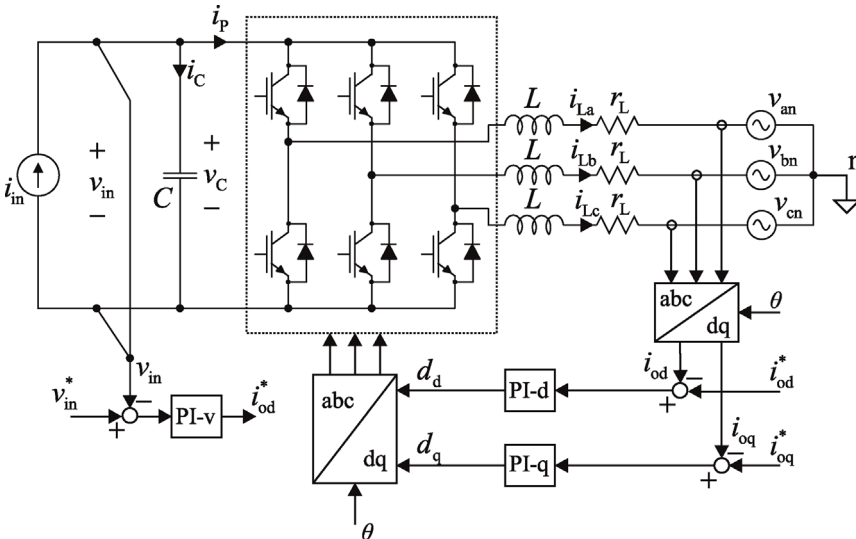 i_P
i_C
L i_La r_L v_an
+ v_in − + v_C − C
i_in
L i_Lb r_L v_bn n
L i_Lc r_L v_cn
abc dq θ
v_in
v*_in + − PI-v i*_od
abc dq θ
d_d PI-d i_od − + i*_od
d_q PI-q i_oq − + i*_oq